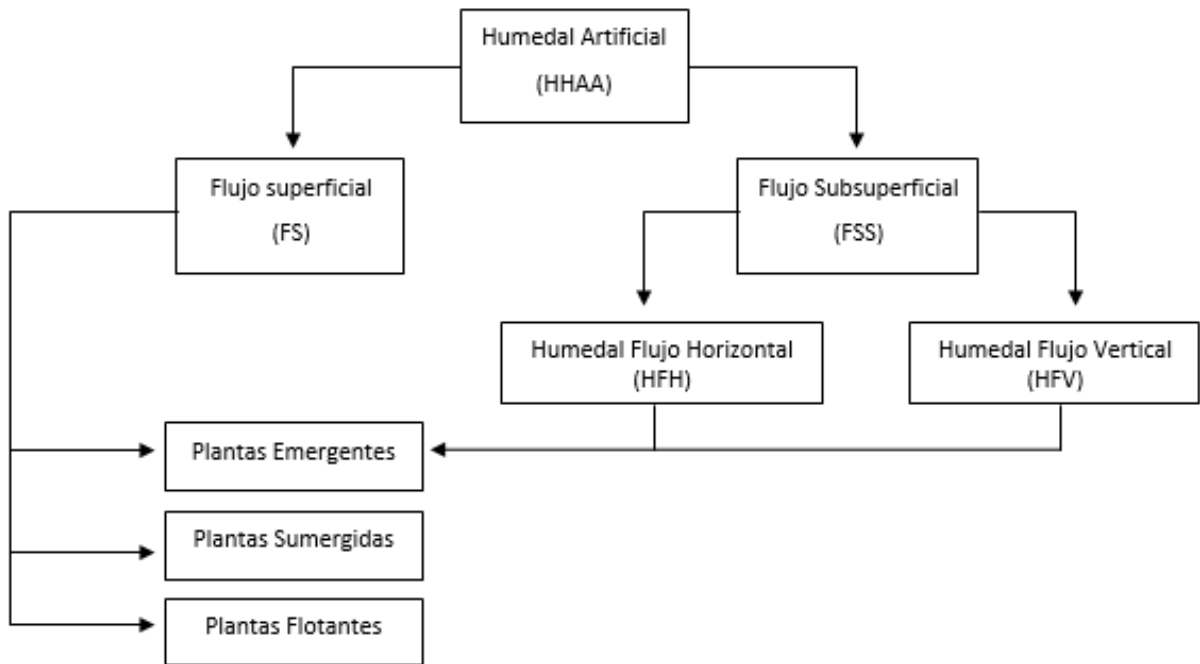 Humedal Artificial
(HHAA)
Flujo superficial
(FS)
Flujo Subsuperficial
(FSS)
Humedal Flujo Horizontal
(HFH)
Humedal Flujo Vertical
(HFV)
Plantas Emergentes
Plantas Sumergidas
Plantas Flotantes